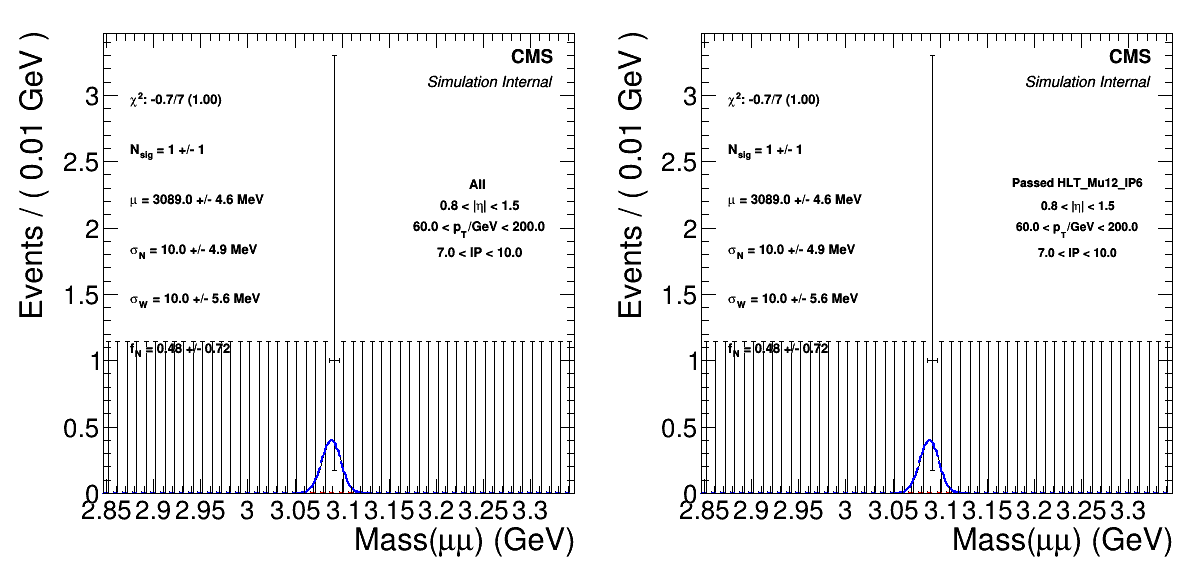 CMS
Simulation Internal
χ²: -0.7/7 (1.00)
N_sig = 1 +/- 1
μ = 3089.0 +/- 4.6 MeV
σ_N = 10.0 +/- 4.9 MeV
σ_W = 10.0 +/- 5.6 MeV
f_N = 0.48 +/- 0.72
All
0.8 < |η| < 1.5
60.0 < p_T/GeV < 200.0
7.0 < IP < 10.0
Events / ( 0.01 GeV )
3
2.5
2
1.5
1
0.5
0
2.85 2.9 2.95 3 3.05 3.1 3.15 3.2 3.25 3.3
Mass(μμ) (GeV)
CMS
Simulation Internal
χ²: -0.7/7 (1.00)
N_sig = 1 +/- 1
μ = 3089.0 +/- 4.6 MeV
σ_N = 10.0 +/- 4.9 MeV
σ_W = 10.0 +/- 5.6 MeV
f_N = 0.48 +/- 0.72
Passed HLT_Mu12_IP6
0.8 < |η| < 1.5
60.0 < p_T/GeV < 200.0
7.0 < IP < 10.0
Events / ( 0.01 GeV )
3
2.5
2
1.5
1
0.5
0
2.85 2.9 2.95 3 3.05 3.1 3.15 3.2 3.25 3.3
Mass(μμ) (GeV)